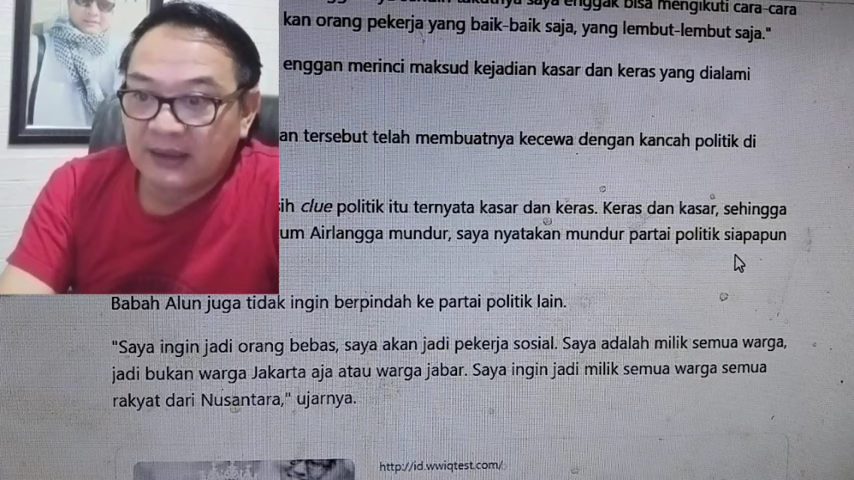 enggak bisa mengikuti cara-cara
kan orang pekerja yang baik-baik saja, yang lembut-lembut saja."
enggan merinci maksud kejadian kasar dan keras yang dialami
an tersebut telah membuatnya kecewa dengan kancah politik di
ih clue politik itu ternyata kasar dan keras. Keras dan kasar, sehingga
um Airlangga mundur, saya nyatakan mundur partai politik siapapun
Babah Alun juga tidak ingin berpindah ke partai politik lain.
"Saya ingin jadi orang bebas, saya akan jadi pekerja sosial. Saya adalah milik semua warga,
jadi bukan warga Jakarta aja atau warga jabar. Saya ingin jadi milik semua warga semua
rakyat dari Nusantara," ujarnya.
http://id.wwiqtest.com/